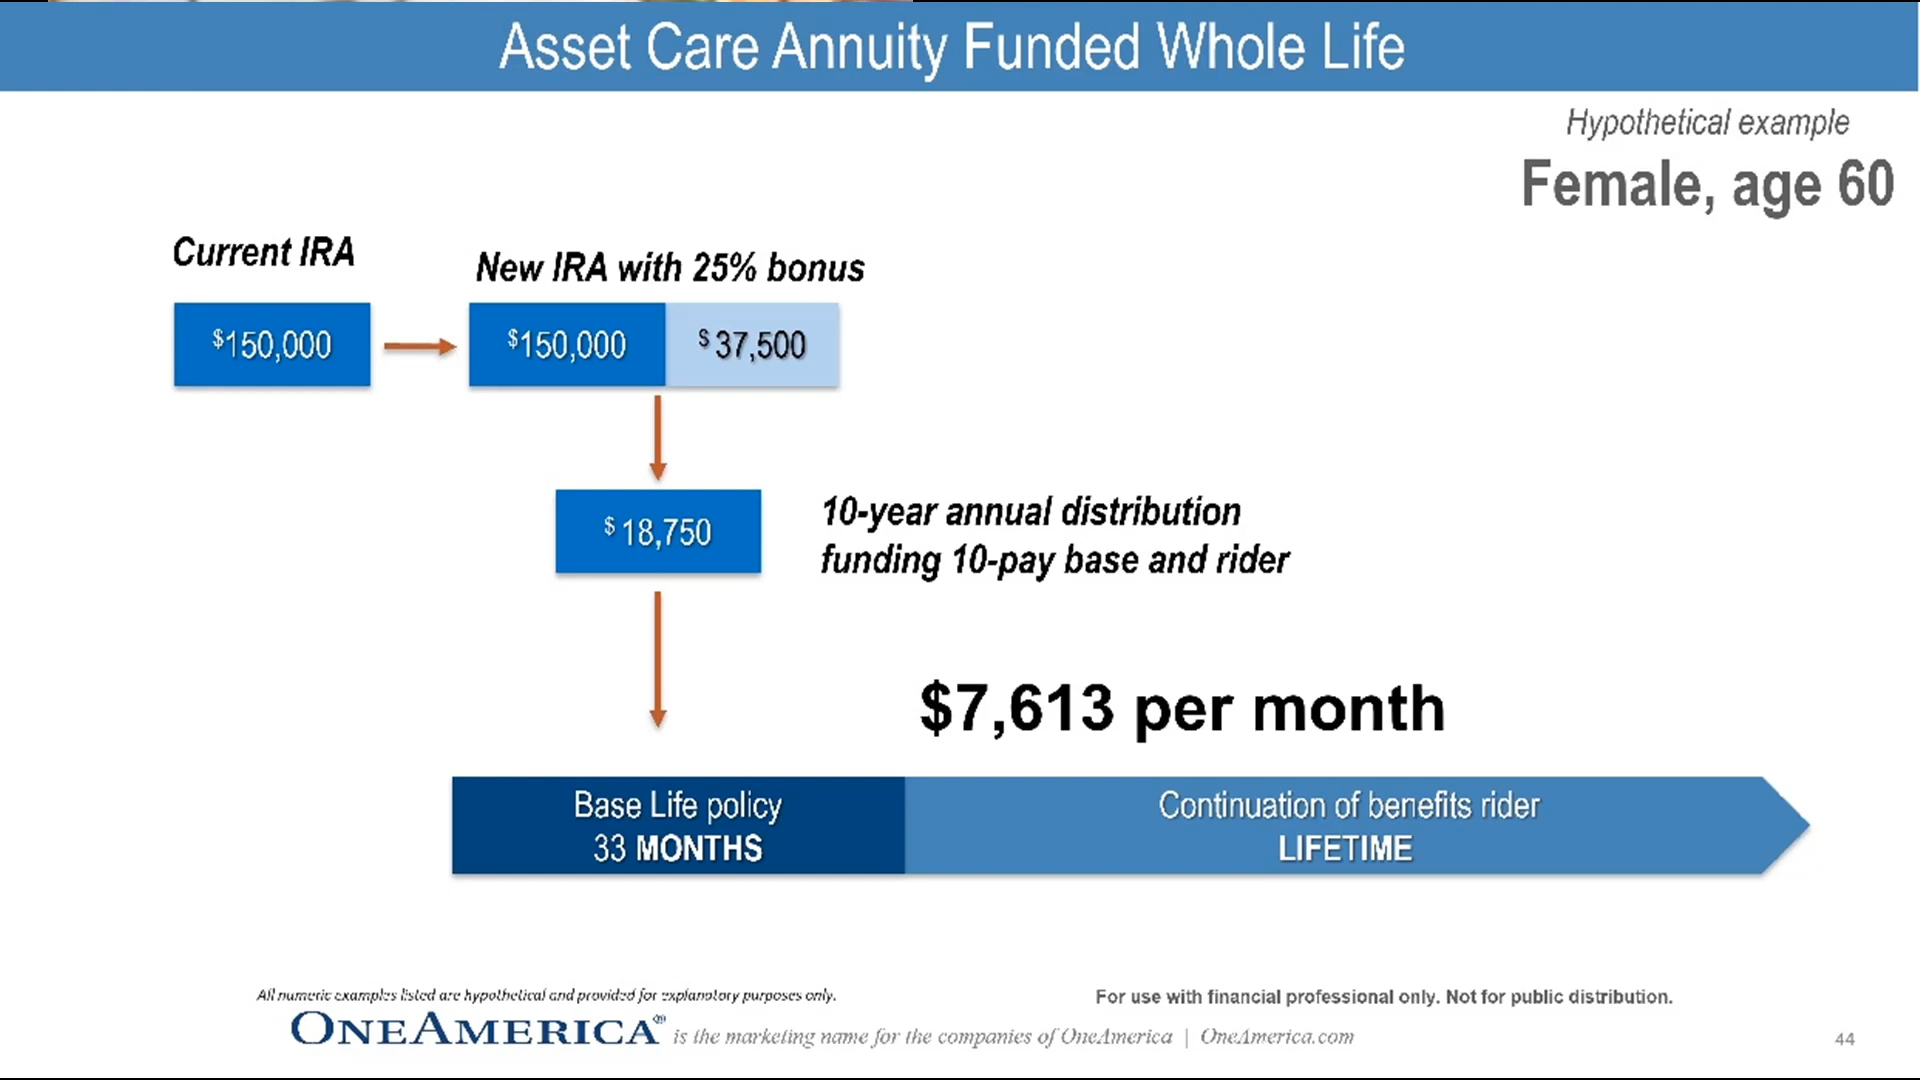 Asset Care Annuity Funded Whole Life
Hypothetical example
Female, age 60
Current IRA
New IRA with 25% bonus
$150,000
$150,000
$ 37,500
$ 18,750
10-year annual distribution
funding 10-pay base and rider
$7,613 per month
Base Life policy
33 MONTHS
Continuation of benefits rider
LIFETIME
All numeric examples listed are hypothetical and provided for explanatory purposes only.
For use with financial professional only. Not for public distribution.
ONEAMERICA® is the marketing name for the companies of OneAmerica | OneAmerica.com
44